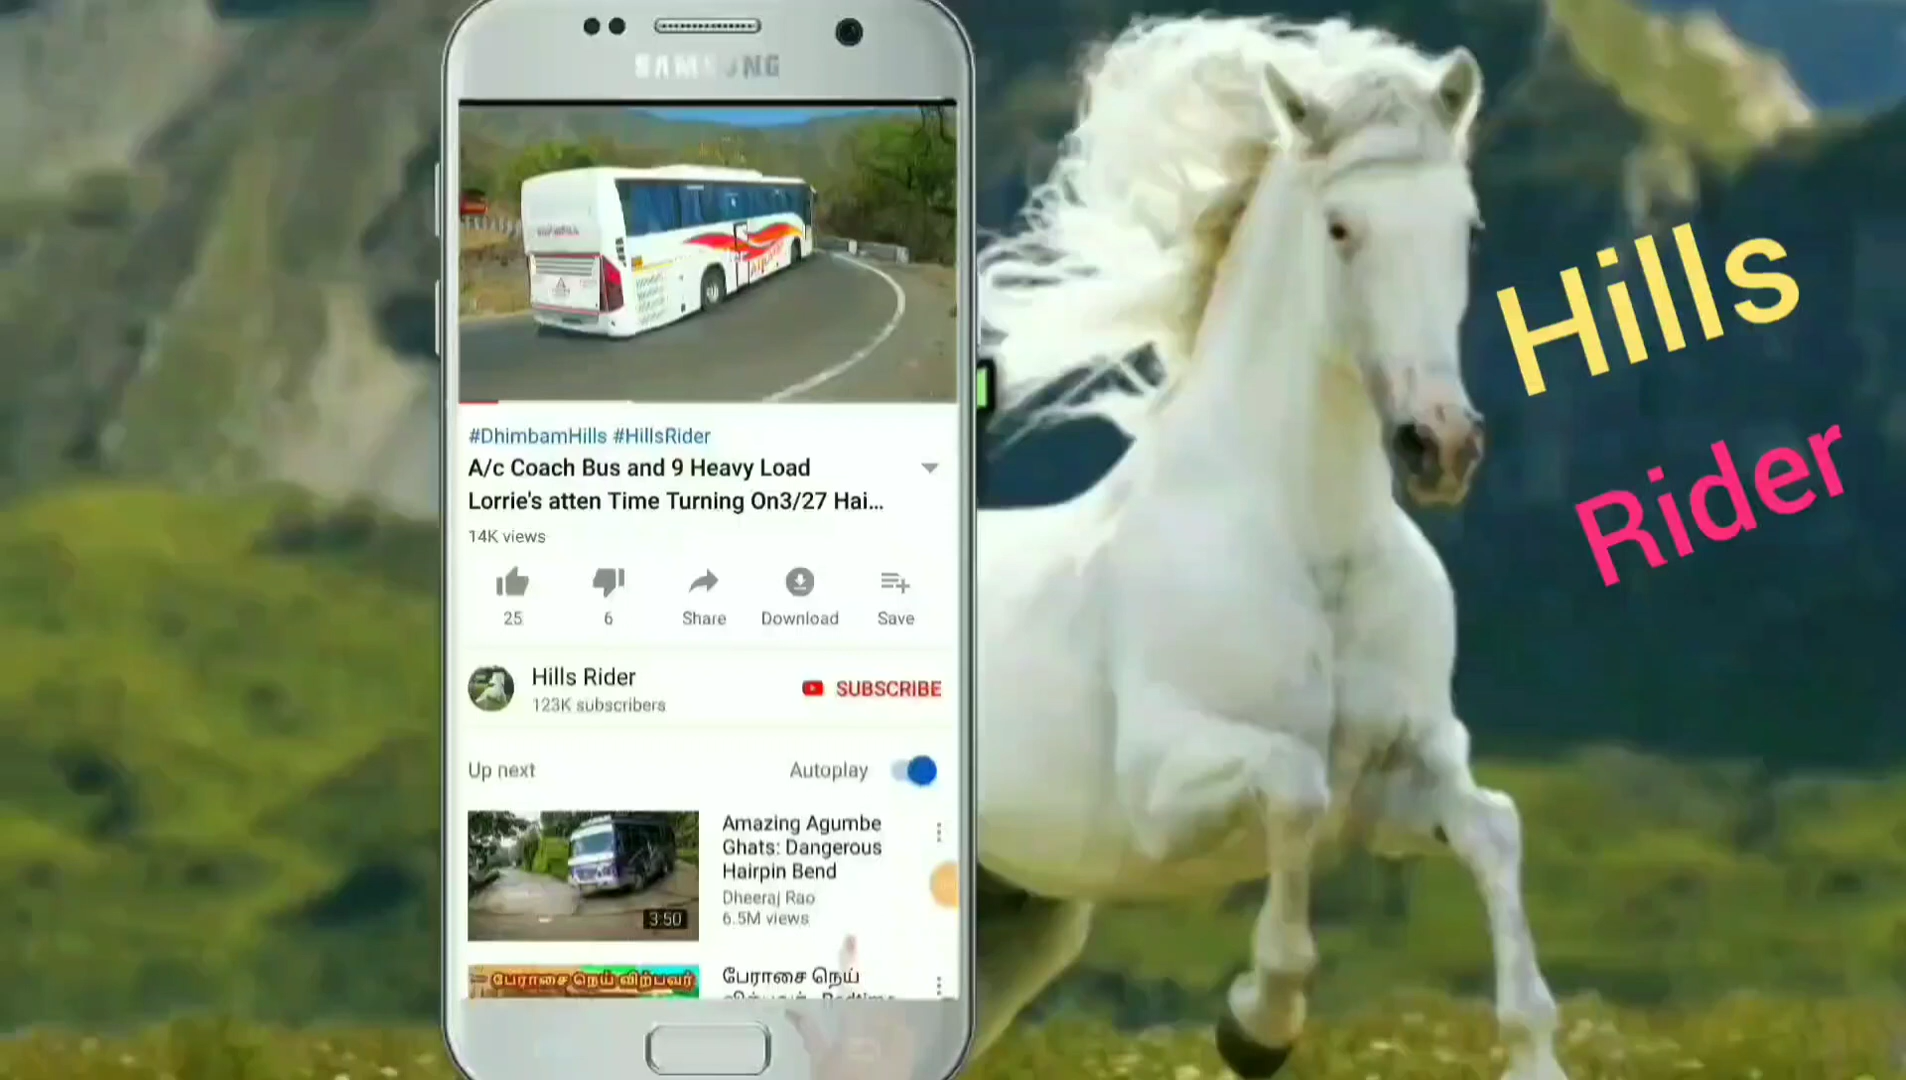 SAMSUNG
#DhimbamHills #HillsRider
A/c Coach Bus and 9 Heavy Load
Lorrie's atten Time Turning On3/27 Hai...
14K views
25
6
Share
Download
Save
Hills Rider
123K subscribers
SUBSCRIBE
Up next
Autoplay
3:50
Amazing Agumbe
Ghats: Dangerous
Hairpin Bend
Dheeraj Rao
6.5M views
பேராசை நெய் விற்பவர்
பேராசை நெய்
Hills
Rider